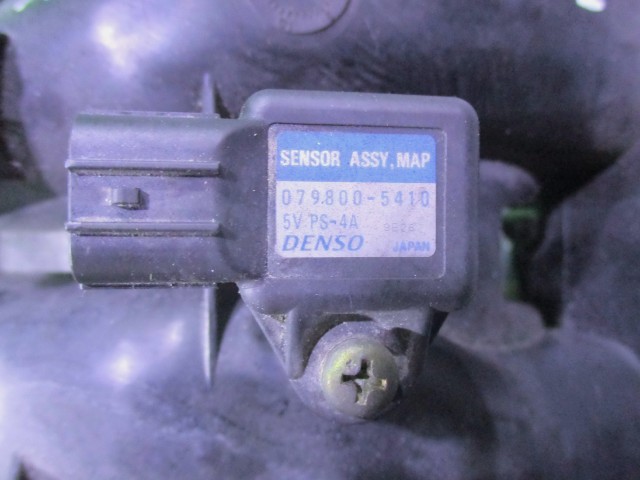 SENSOR ASSY, MAP
079800-5410
5V PS-4A
DENSO JAPAN